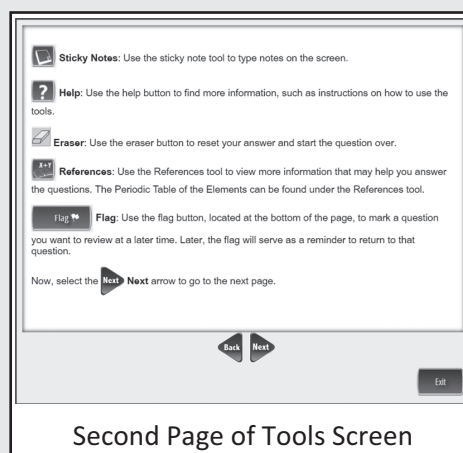 Sticky Notes: Use the sticky note tool to type notes on the screen.
? Help: Use the help button to find more information, such as instructions on how to use the
tools.
Eraser: Use the eraser button to reset your answer and start the question over.
X+Y References: Use the References tool to view more information that may help you answer
the questions. The Periodic Table of the Elements can be found under the References tool.
Flag Flag: Use the flag button, located at the bottom of the page, to mark a question
you want to review at a later time. Later, the flag will serve as a reminder to return to that
question.
Now, select the Next Next arrow to go to the next page.
Back Next
Exit
Second Page of Tools Screen